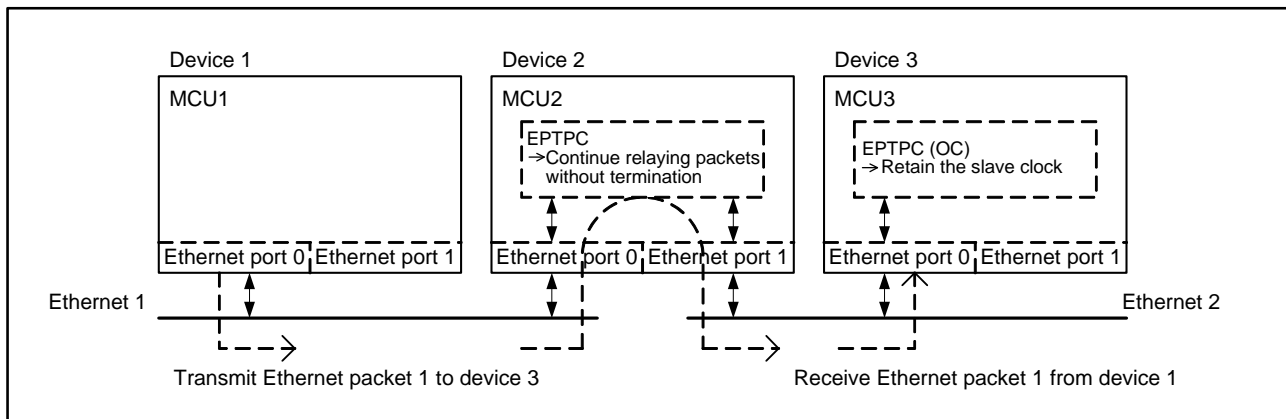 Device 1
Device 2
Device 3
MCU1
MCU2
MCU3
EPTPC
→Continue relaying packets
without termination
EPTPC (OC)
→ Retain the slave clock
Ethernet port 0
Ethernet port 1
Ethernet port 0
Ethernet port 1
Ethernet port 0
Ethernet port 1
Ethernet 1
Ethernet 2
Transmit Ethernet packet 1 to device 3
Receive Ethernet packet 1 from device 1